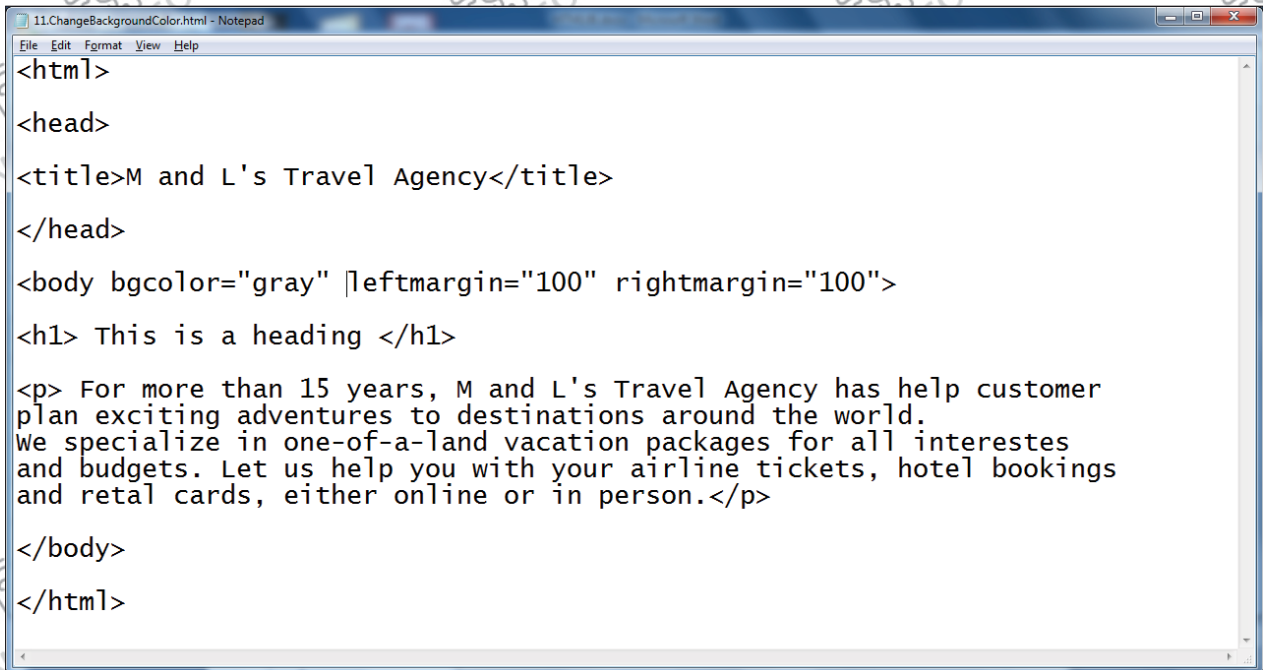 11.ChangeBackgroundColor.html - Notepad
File Edit Format View Help
<html>
<head>
<title>M and L's Travel Agency</title>
</head>
<body bgcolor="gray" leftmargin="100" rightmargin="100">
<h1> This is a heading </h1>
<p> For more than 15 years, M and L's Travel Agency has help customer
plan exciting adventures to destinations around the world.
We specialize in one-of-a-land vacation packages for all interestes
and budgets. Let us help you with your airline tickets, hotel bookings
and retal cards, either online or in person.</p>
</body>
</html>